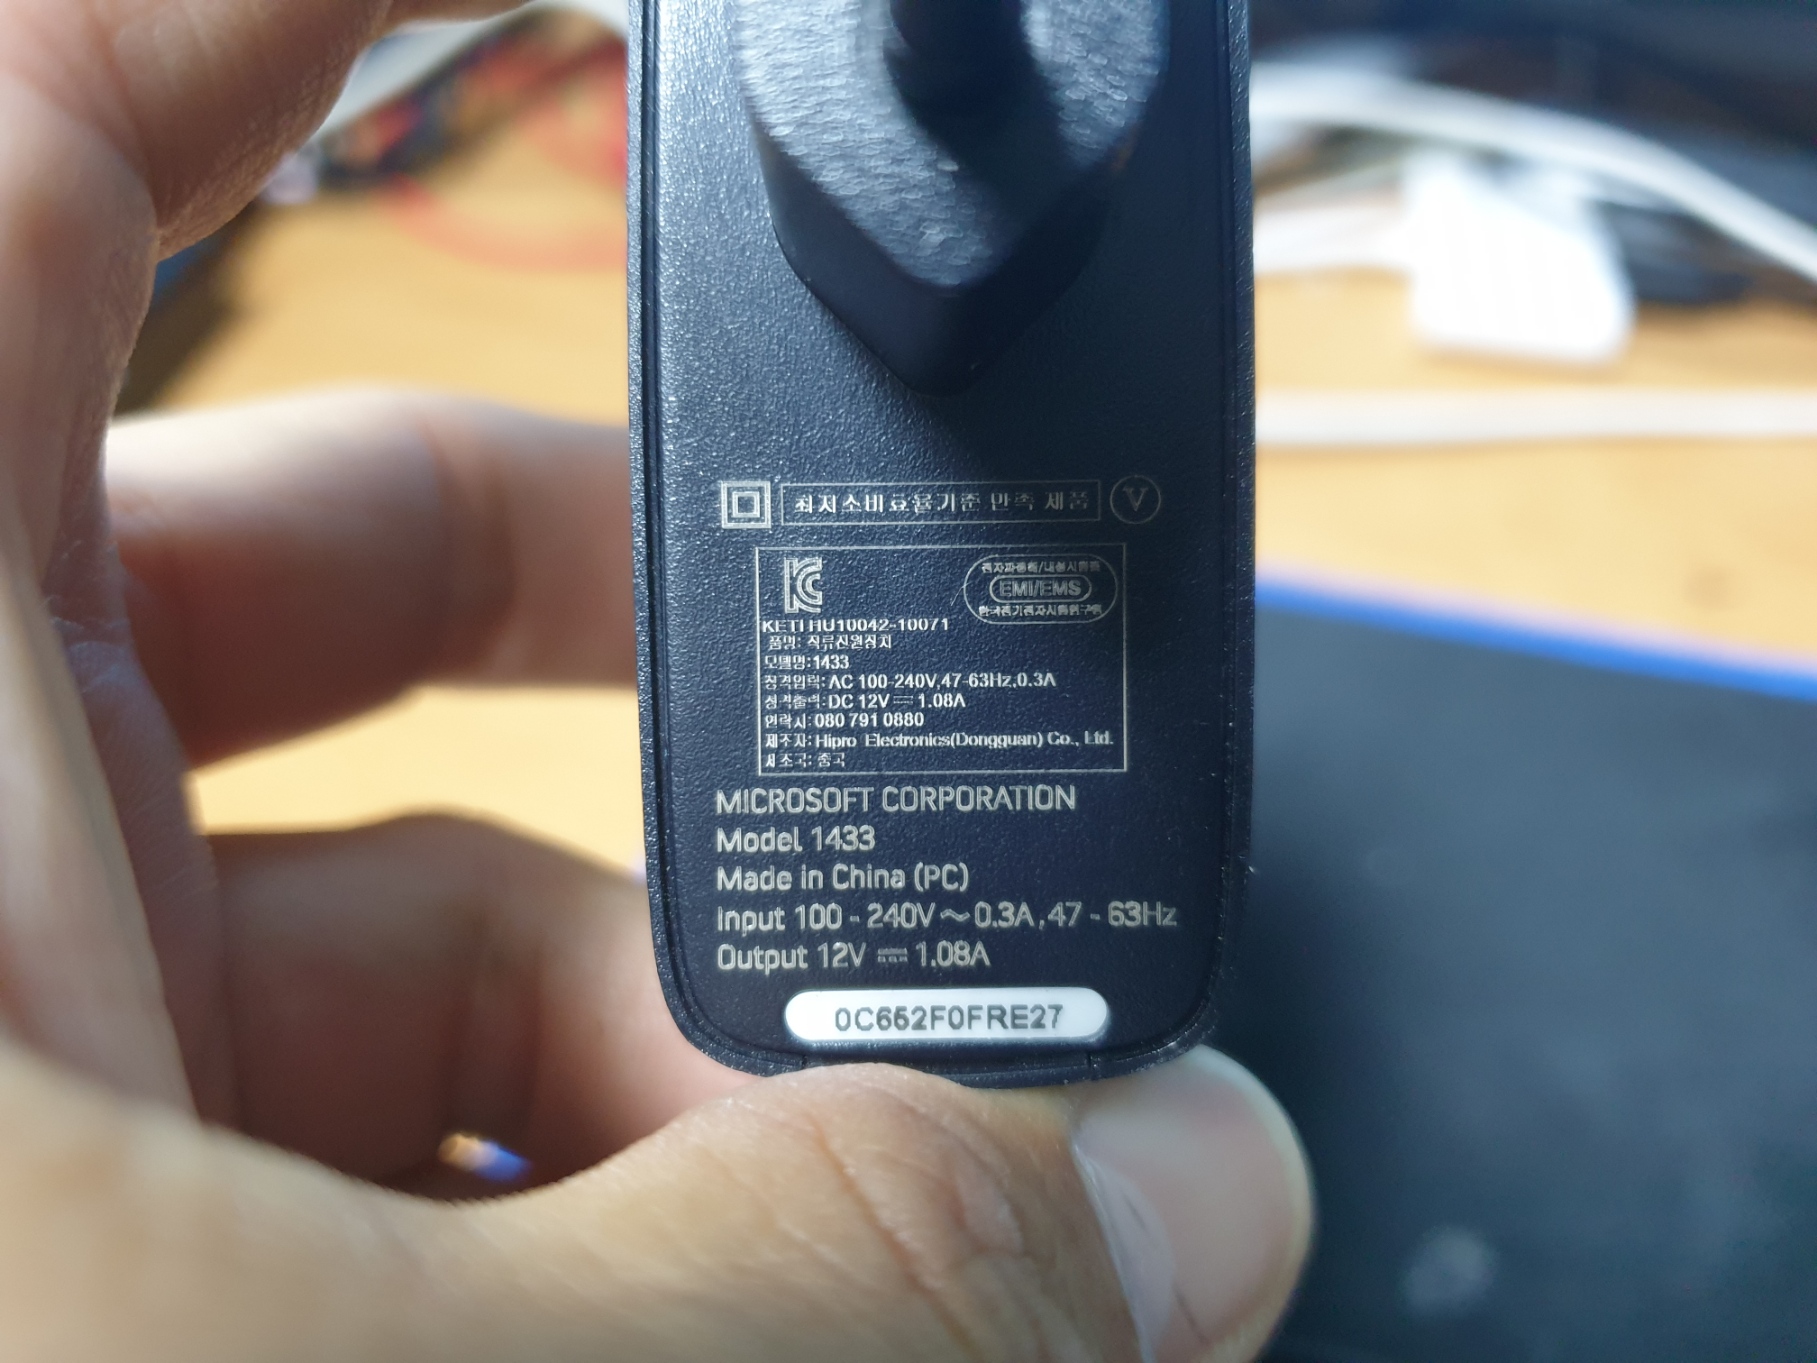 최저소비효율기준 만족 제품 V
KC
전자파장해/내성시험필
EMI/EMS
한국전기전자시험연구원
KETI HU10042-10071
품명: 직류전원장치
모델명:1433
정격입력: AC 100-240V,47-63Hz,0.3A
정격출력: DC 12V ⎓ 1.08A
연락처: 080 791 0880
제조자: Hipro Electronics(Dongguan) Co., Ltd.
제조국: 중국
MICROSOFT CORPORATION
Model 1433
Made in China (PC)
Input 100 - 240V ~ 0.3A, 47 - 63Hz
Output 12V ⎓ 1.08A
0C652F0FRE27